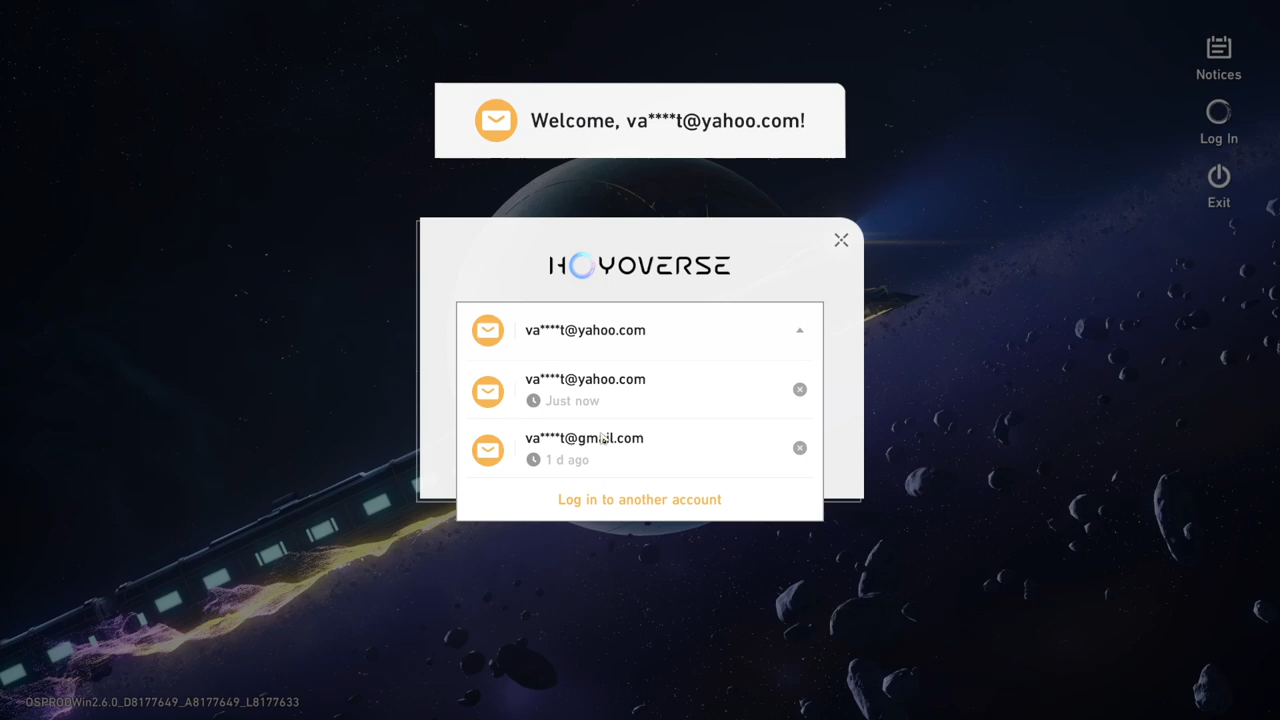 Notices
Log In
Exit
Welcome, va****t@yahoo.com!
HOYOVERSE
va****t@yahoo.com
va****t@yahoo.com
Just now
va****t@gmail.com
1 d ago
Log in to another account
OSPRODWin2.6.0_D8177649_A8177649_L8177633